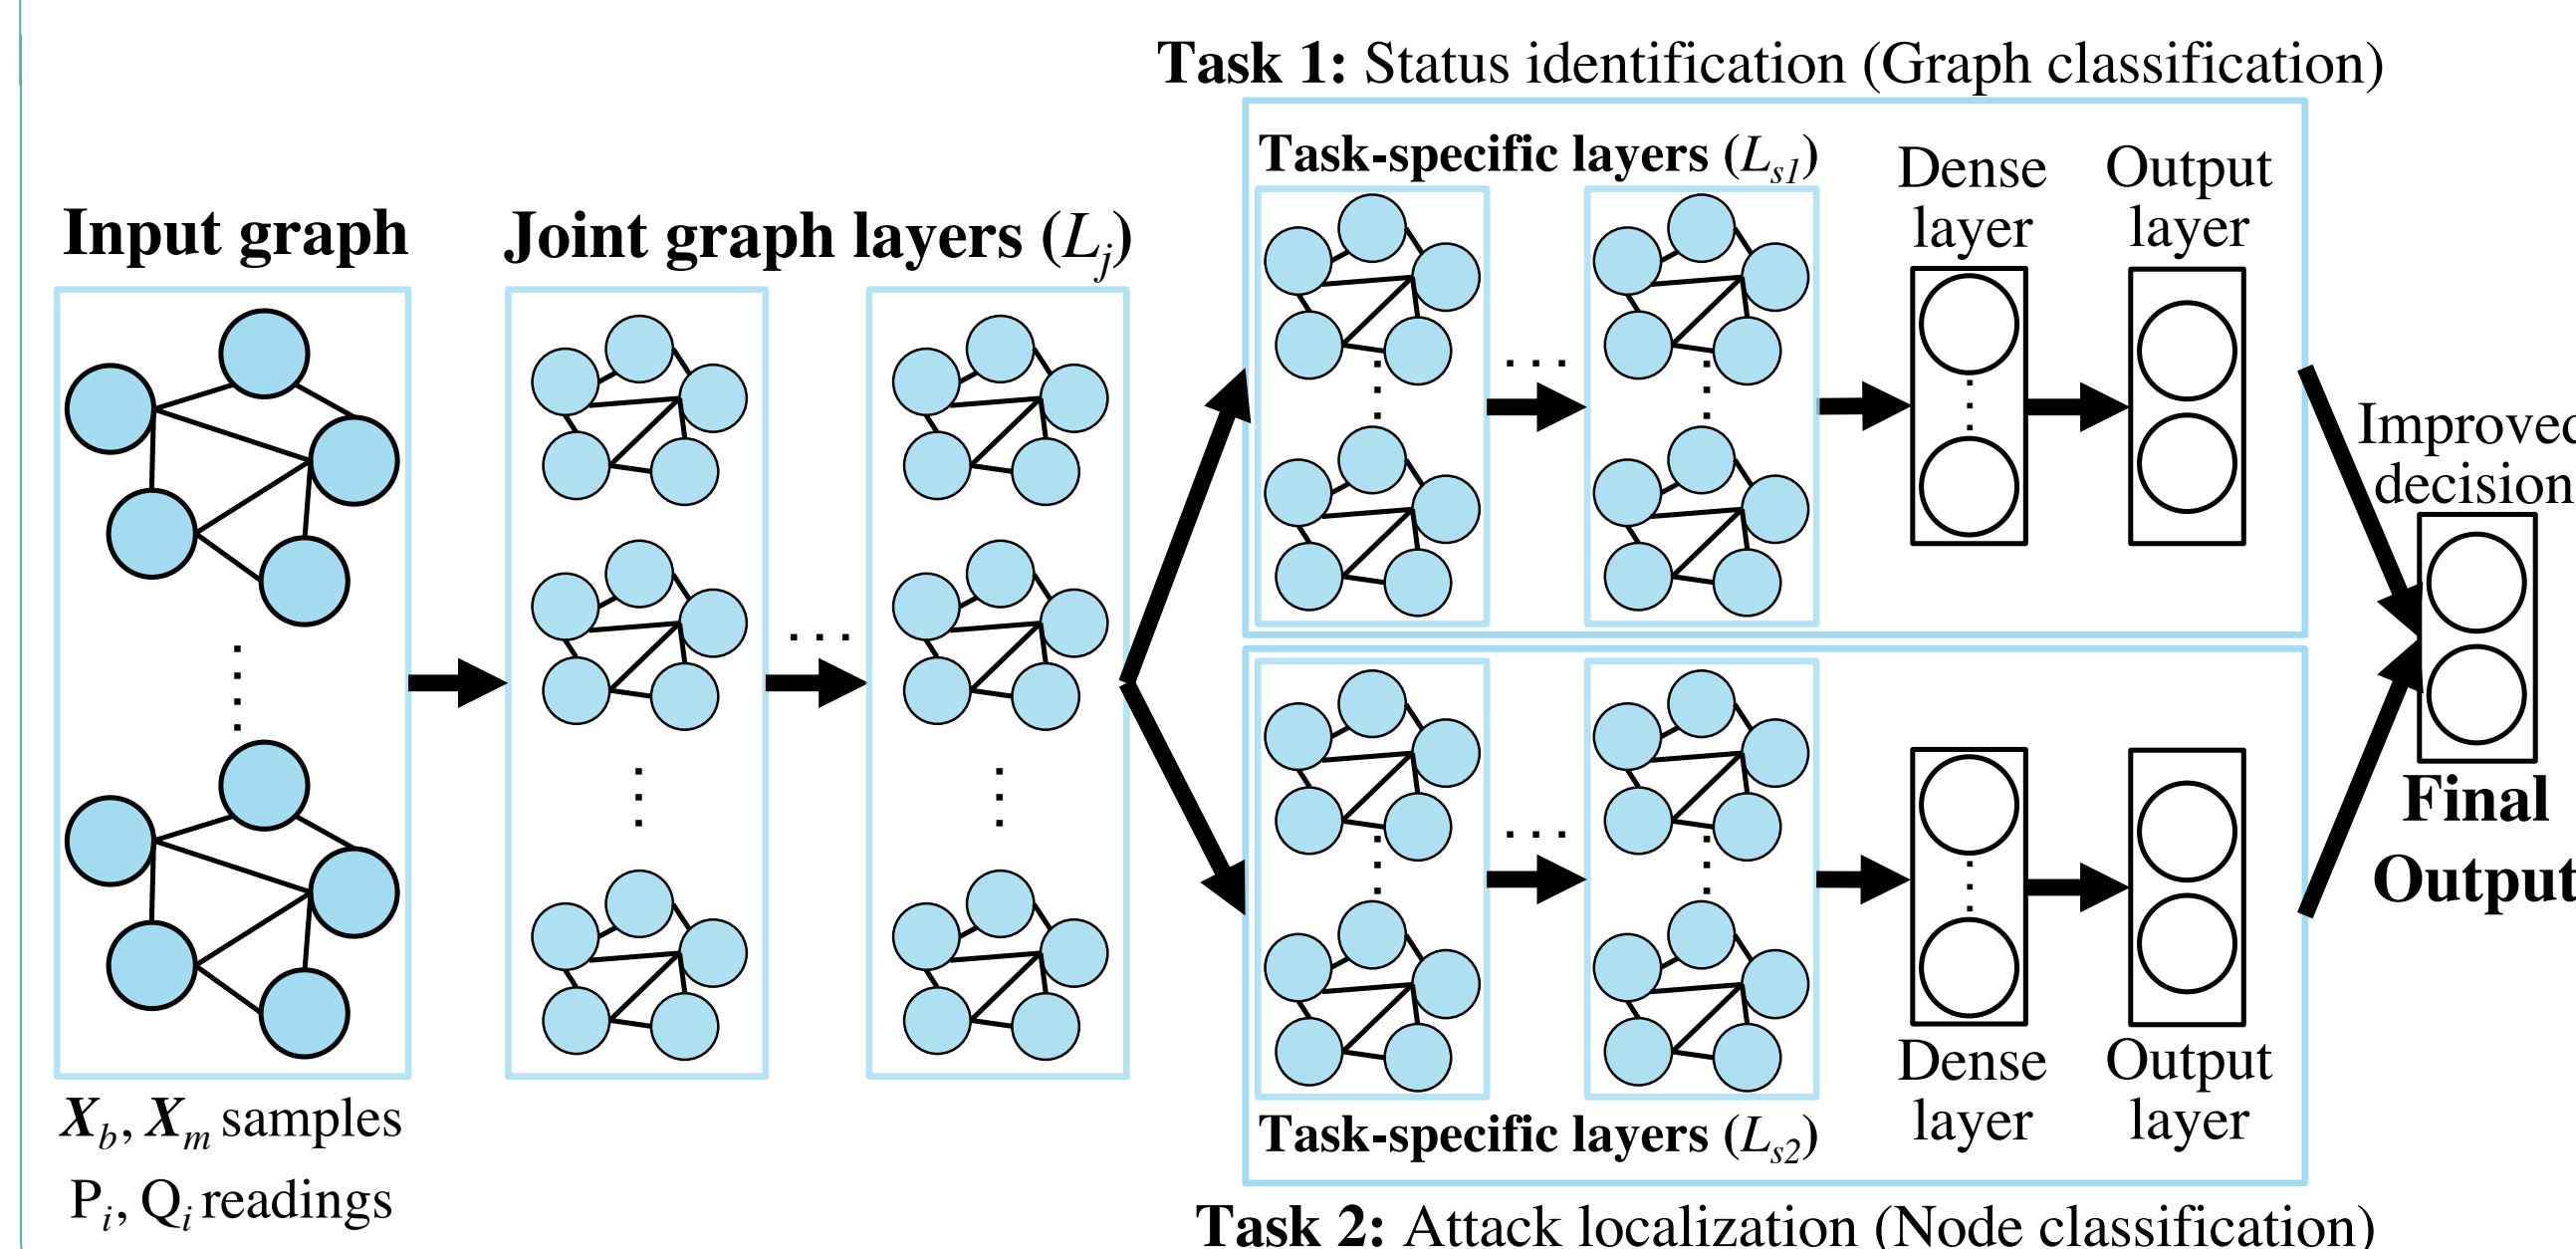 Task 1: Status identification (Graph classification)
Task-specific layers (Ls1)
Dense
layer
Output
layer
Input graph
Joint graph layers (Lj)
. . .
. . .
Improved
decision
Final
Output
. . .
Xb, Xm samples
Pi, Qi readings
Dense
layer
Output
layer
Task-specific layers (Ls2)
Task 2: Attack localization (Node classification)